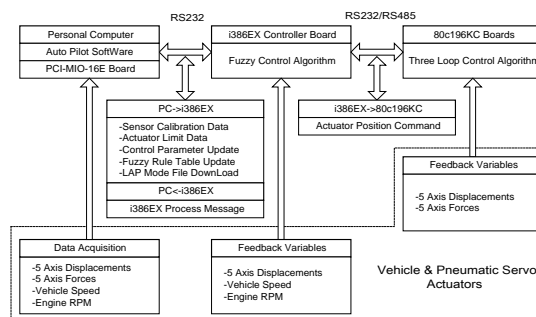 RS232
RS232/RS485
Personal Computer
Auto Pilot SoftWare
PCI-MIO-16E Board
i386EX Controller Board
Fuzzy Control Algorithm
80c196KC Boards
Three Loop Control Algorithm
PC->i386EX
-Sensor Calibration Data
-Actuator Limit Data
-Control Parameter Update
-Fuzzy Rule Table Update
-LAP Mode File DownLoad
PC<-i386EX
i386EX Process Message
i386EX->80c196KC
Actuator Position Command
Feedback Variables
-5 Axis Displacements
-5 Axis Forces
Data Acquisition
-5 Axis Displacements
-5 Axis Forces
-Vehicle Speed
-Engine RPM
Feedback Variables
-5 Axis Displacements
-Vehicle Speed
-Engine RPM
Vehicle & Pneumatic Servo
Actuators